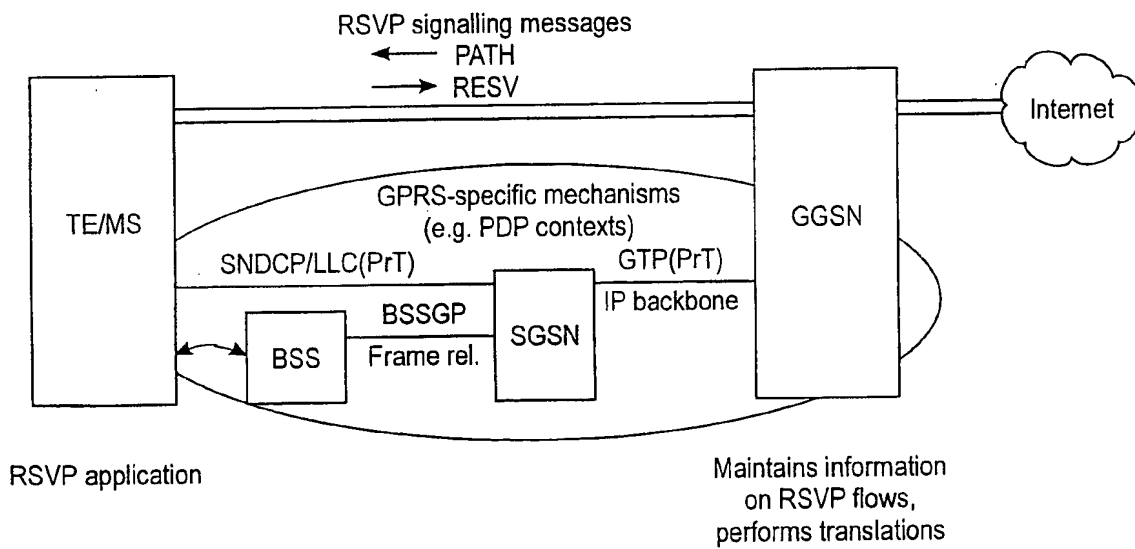 RSVP signalling messages
PATH
RESV
Internet
TE/MS
GPRS-specific mechanisms
(e.g. PDP contexts)
GGSN
SNDCP/LLC(PrT)
GTP(PrT)
BSSGP
SGSN
IP backbone
BSS
Frame rel.
RSVP application
Maintains information
on RSVP flows,
performs translations